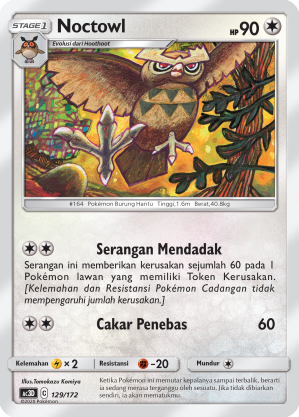 STAGE 1 Noctowl HP 90
Evolusi dari Hoothoot
#164 Pokémon Burung Hantu Tinggi, 1.6m Berat, 40.8kg
Serangan Mendadak
Serangan ini memberikan kerusakan sejumlah 60 pada 1
Pokémon lawan yang memiliki Token Kerusakan.
[Kelemahan dan Resistansi Pokémon Cadangan tidak
mempengaruhi jumlah kerusakan.]
Cakar Penebas 60
Kelemahan ×2 Resistansi -20 Mundur
Illus. Tomokazu Komiya
Ketika Pokémon ini memutar kepalanya sampai terbalik, berarti
ia sedang merasa terganggu oleh sesuatu. Jika tidak dibiarkan
sendiri, ia akan terus menyerang.
129/172